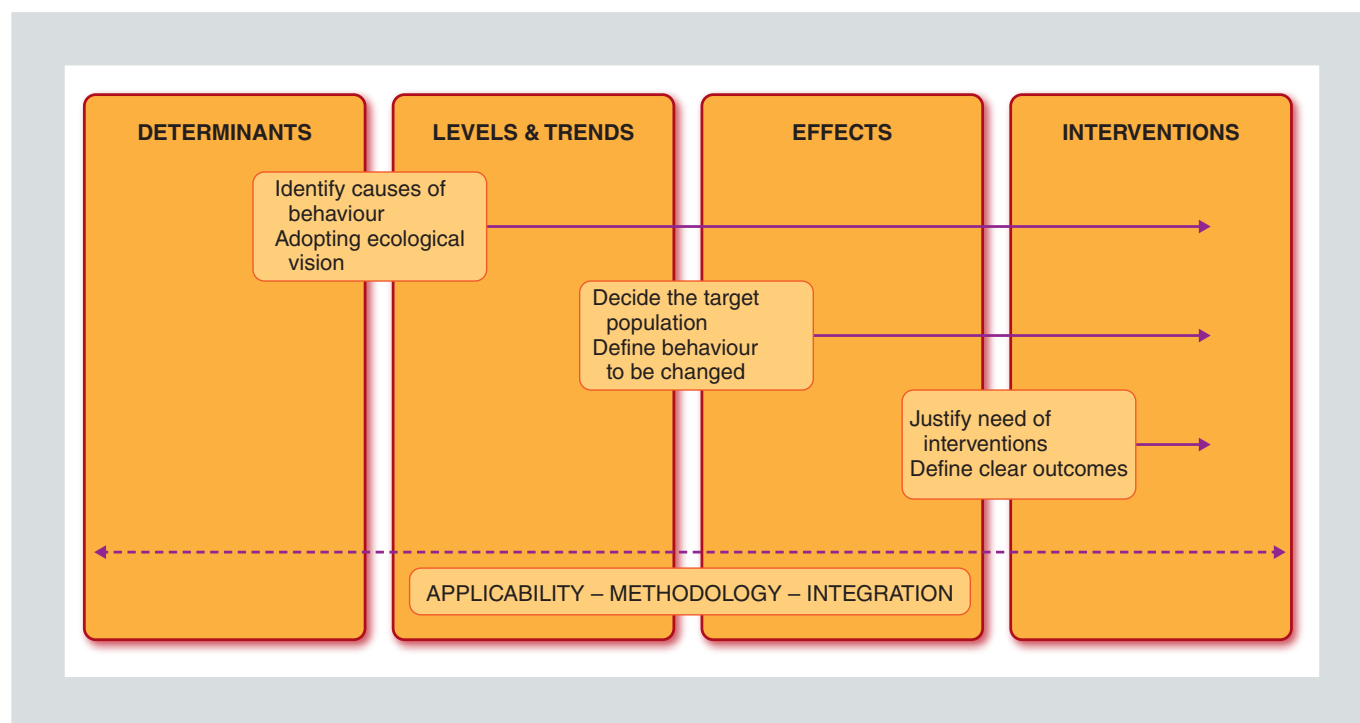 DETERMINANTS
LEVELS & TRENDS
EFFECTS
INTERVENTIONS
Identify causes of
behaviour
Adopting ecological
vision
Decide the target
population
Define behaviour
to be changed
Justify need of
interventions
Define clear outcomes
APPLICABILITY – METHODOLOGY – INTEGRATION